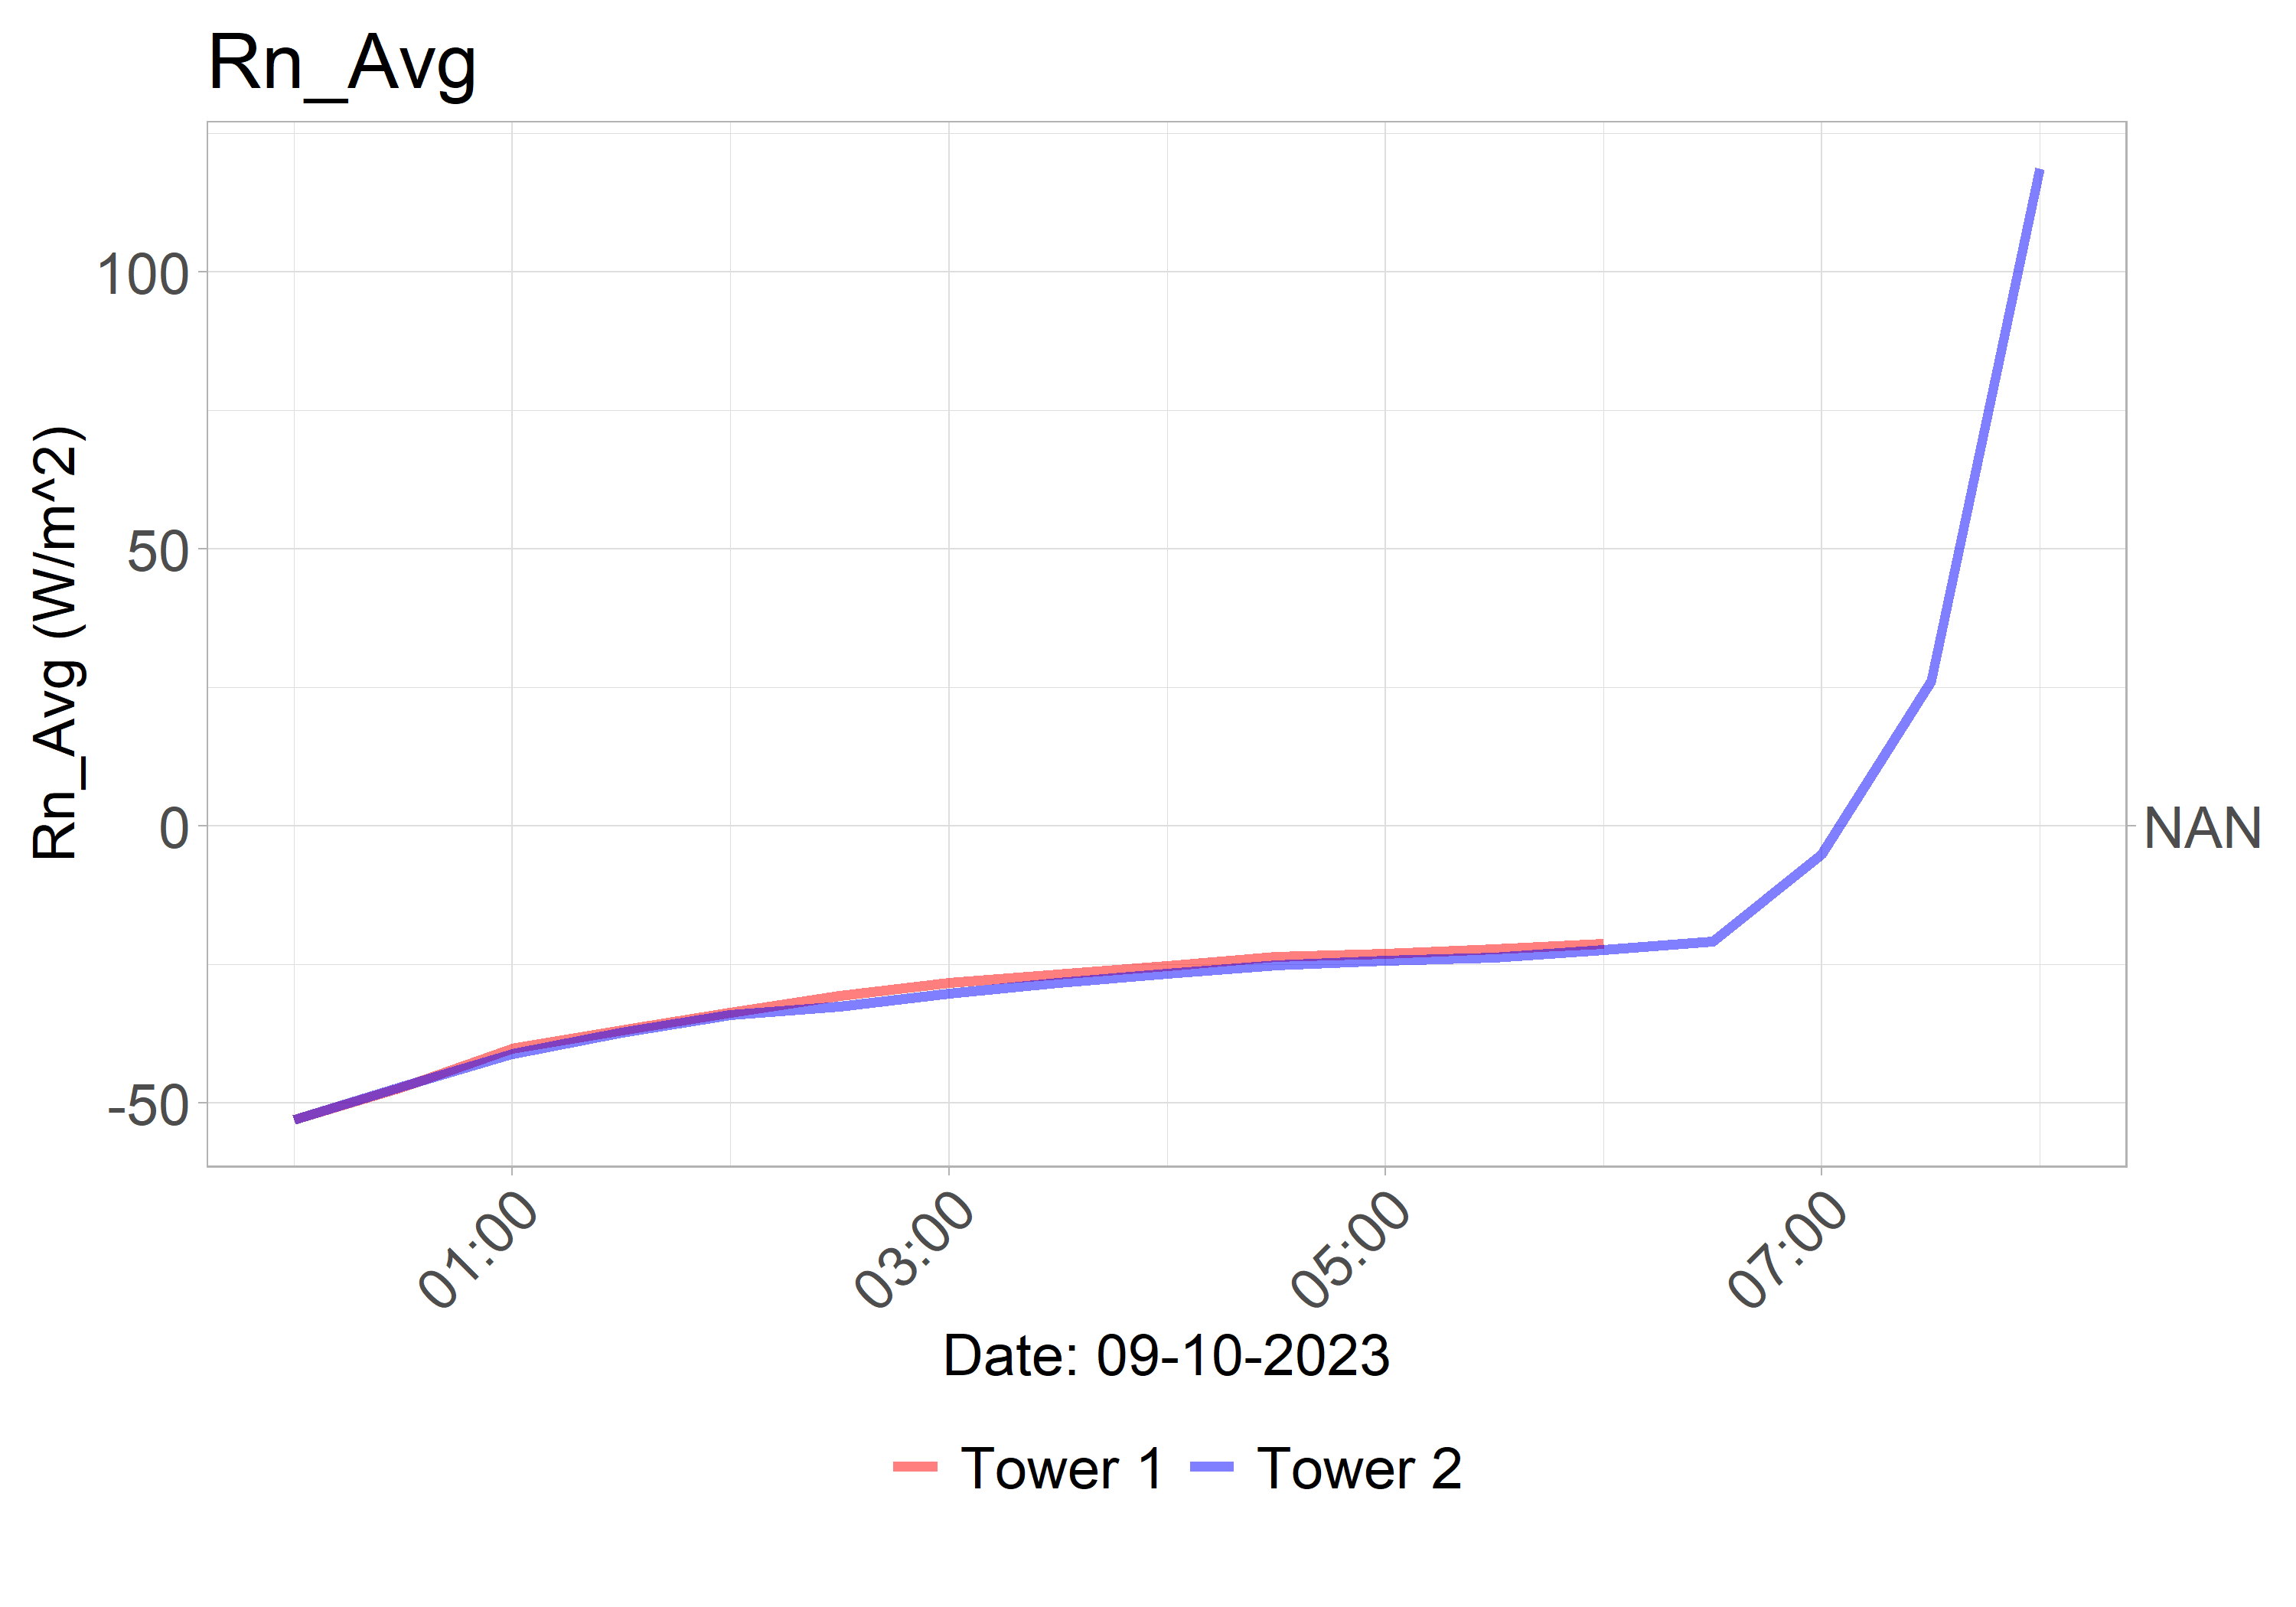 Rn_Avg
Rn_Avg (W/m^2)
100
50
0
-50
NAN
01:00
03:00
05:00
07:00
Date: 09-10-2023
Tower 1
Tower 2